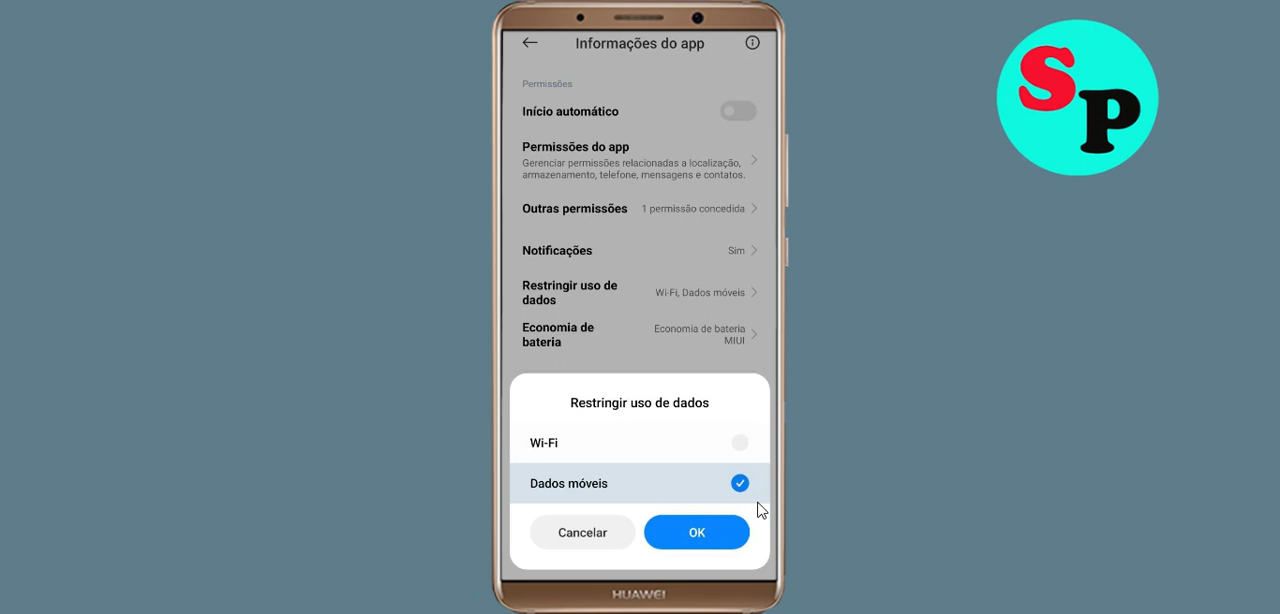 Informações do app
SP
Permissões
Início automático
Permissões do app
Gerenciar permissões relacionadas a localização,
armazenamento, telefone, mensagens e contatos.
Outras permissões 1 permissão concedida
Notificações Sim
Restringir uso de
dados
Wi-Fi, Dados móveis
Economia de
bateria
Economia de bateria
MIUI
Restringir uso de dados
Wi-Fi
Dados móveis
Cancelar OK
HUAWEI